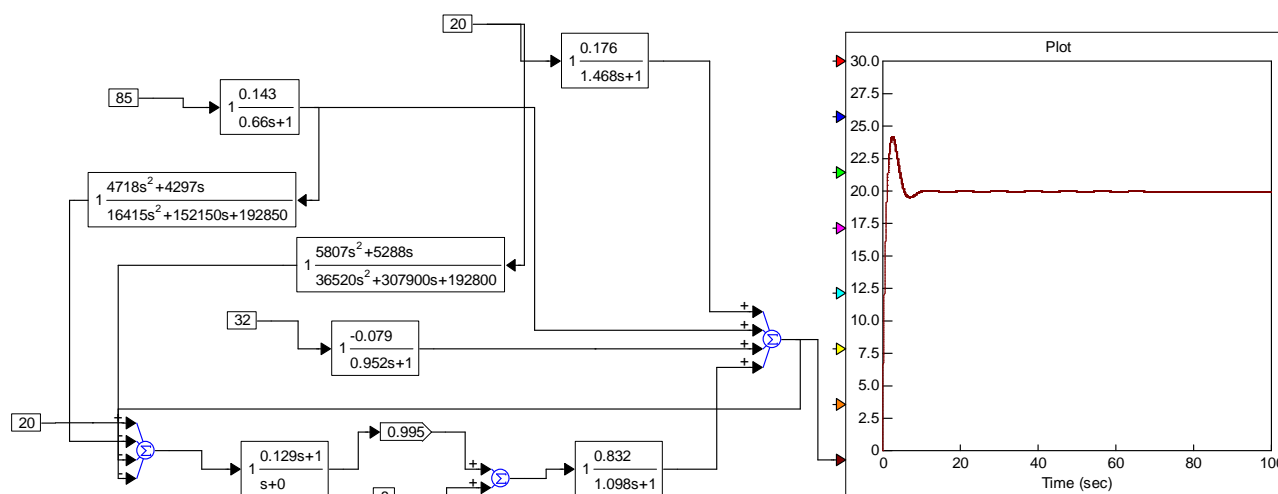 20
0.176
1
1.468s+1
Plot
85
0.143
1
0.66s+1
4718s²+4297s
1
16415s²+152150s+192850
5807s²+5288s
1
36520s²+307900s+192800
32
-0.079
1
0.952s+1
+
+
+
+
Σ
20
-
-
Σ
0.129s+1
1
s+0
0.995
+
+
Σ
0.832
1
1.098s+1
30.0
27.5
25.0
22.5
20.0
17.5
15.0
12.5
10.0
7.5
5.0
2.5
0
0 20 40 60 80 100
Time (sec)